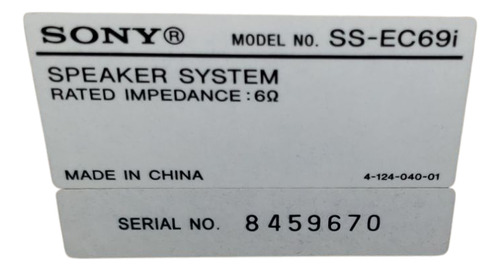 SONY® MODEL NO. SS-EC69i
SPEAKER SYSTEM
RATED IMPEDANCE : 6Ω
MADE IN CHINA 4-124-040-01
SERIAL NO. 8459670